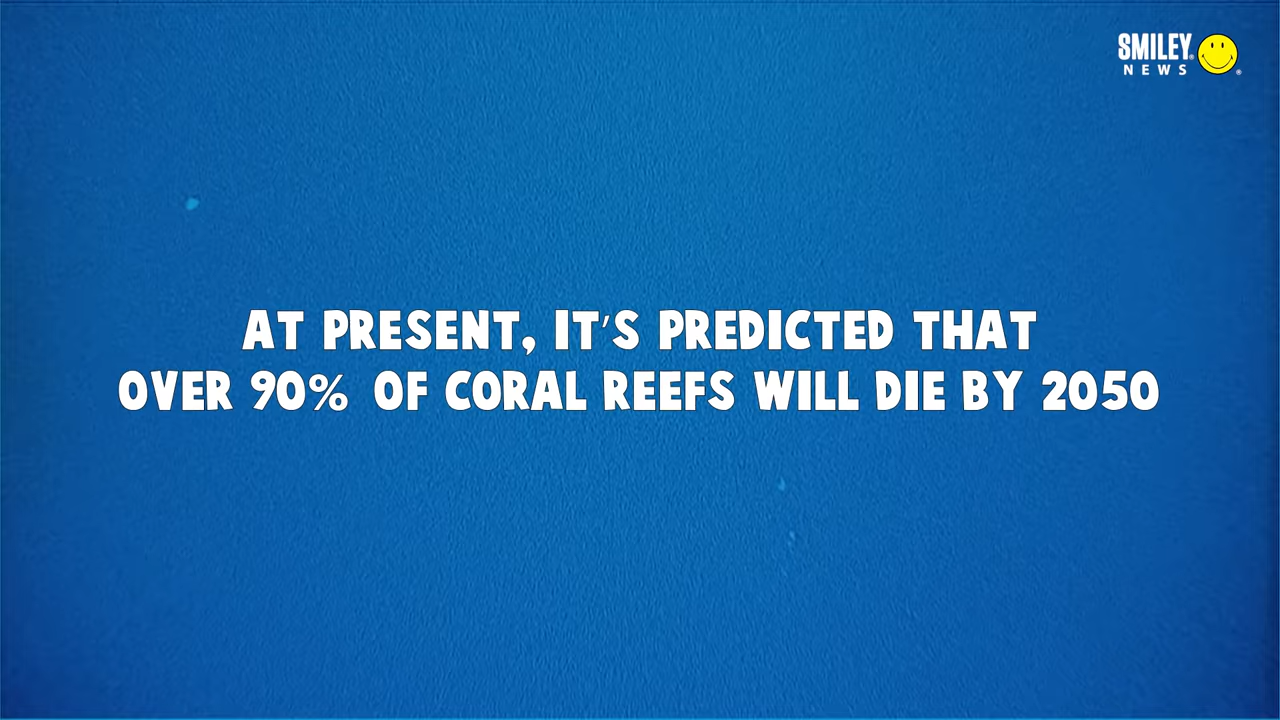 SMILEY
NEWS
AT PRESENT, IT'S PREDICTED THAT
OVER 90% OF CORAL REEFS WILL DIE BY 2050